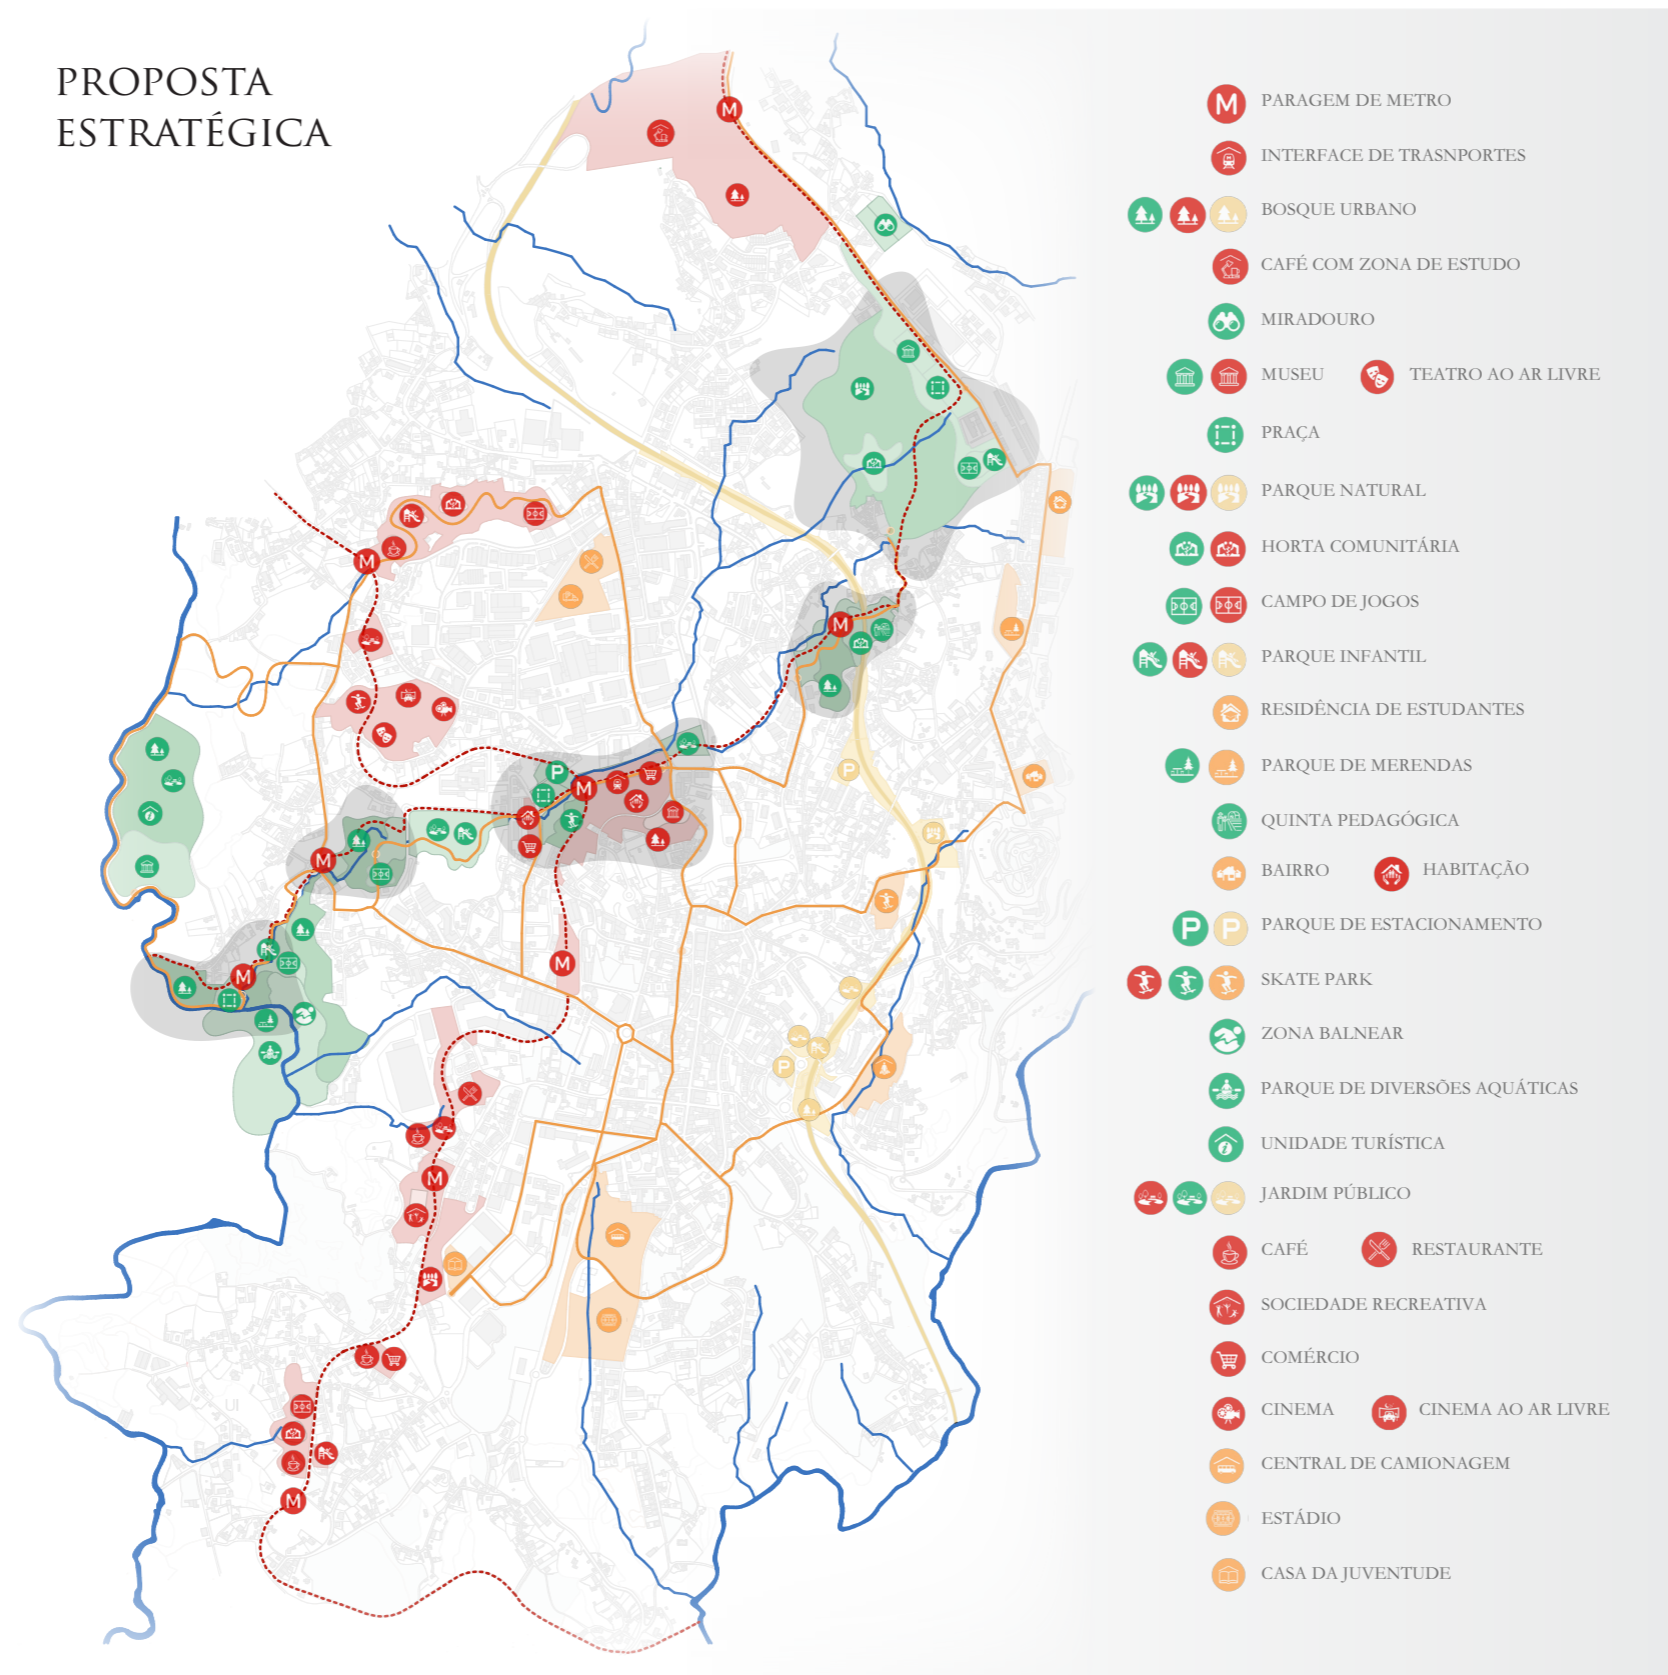 PROPOSTA
ESTRATÉGICA
PARAGEM DE METRO
INTERFACE DE TRASNPORTES
BOSQUE URBANO
CAFÉ COM ZONA DE ESTUDO
MIRADOURO
MUSEU TEATRO AO AR LIVRE
PRAÇA
PARQUE NATURAL
HORTA COMUNITÁRIA
CAMPO DE JOGOS
PARQUE INFANTIL
RESIDÊNCIA DE ESTUDANTES
PARQUE DE MERENDAS
QUINTA PEDAGÓGICA
BAIRRO HABITAÇÃO
PARQUE DE ESTACIONAMENTO
SKATE PARK
ZONA BALNEAR
PARQUE DE DIVERSÕES AQUÁTICAS
UNIDADE TURÍSTICA
JARDIM PÚBLICO
CAFÉ RESTAURANTE
SOCIEDADE RECREATIVA
COMÉRCIO
CINEMA CINEMA AO AR LIVRE
CENTRAL DE CAMIONAGEM
ESTÁDIO
CASA DA JUVENTUDE